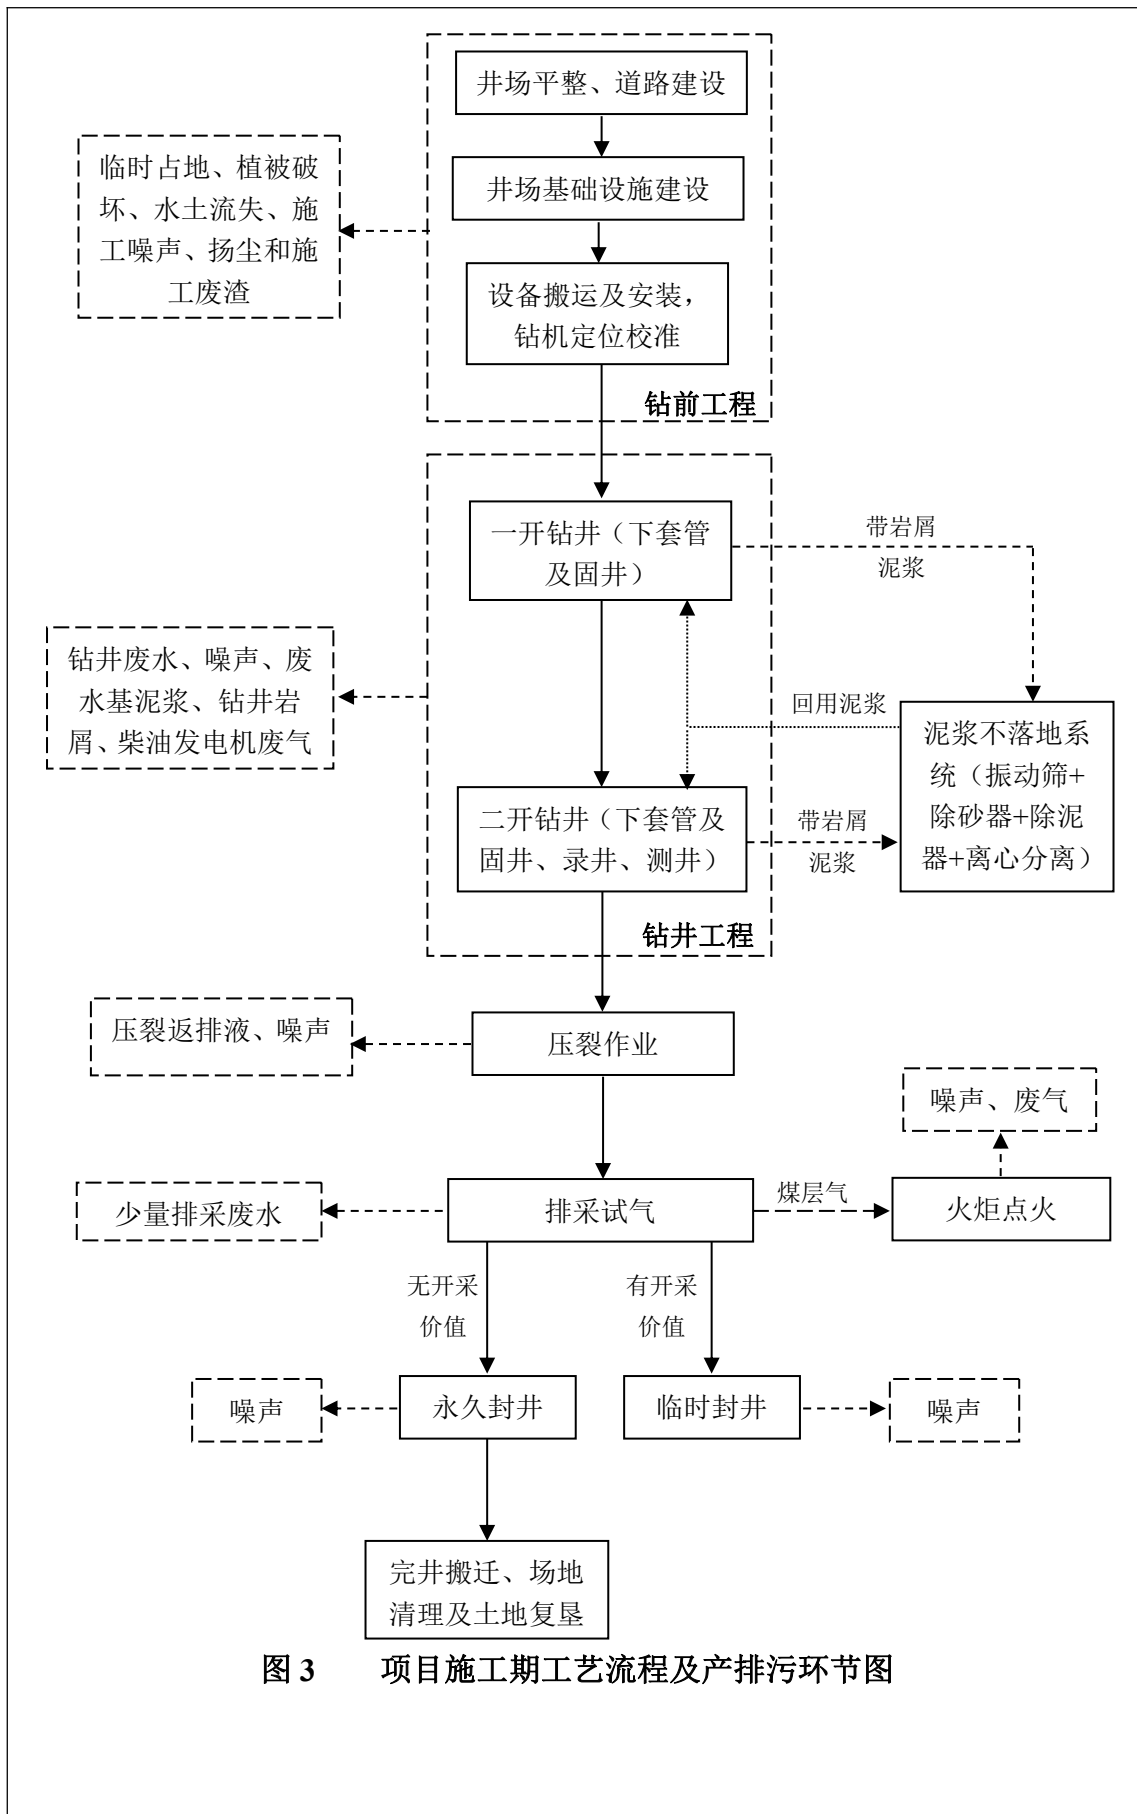 井场平整、道路建设
临时占地、植被破
坏、水土流失、施
工噪声、扬尘和施
工废渣
井场基础设施建设
设备搬运及安装，
钻机定位校准
钻前工程
一开钻井（下套管
及固井）
带岩屑
泥浆
钻井废水、噪声、废
水基泥浆、钻井岩
屑、柴油发电机废气
回用泥浆
泥浆不落地系
统（振动筛+
除砂器+除泥
器+离心分离）
二开钻井（下套管及
固井、录井、测井）
带岩屑
泥浆
钻井工程
压裂返排液、噪声
压裂作业
噪声、废气
少量排采废水
排采试气
煤层气
火炬点火
无开采
价值
有开采
价值
噪声
永久封井
临时封井
噪声
完井搬迁、场地
清理及土地复垦
图 3 项目施工期工艺流程及产排污环节图